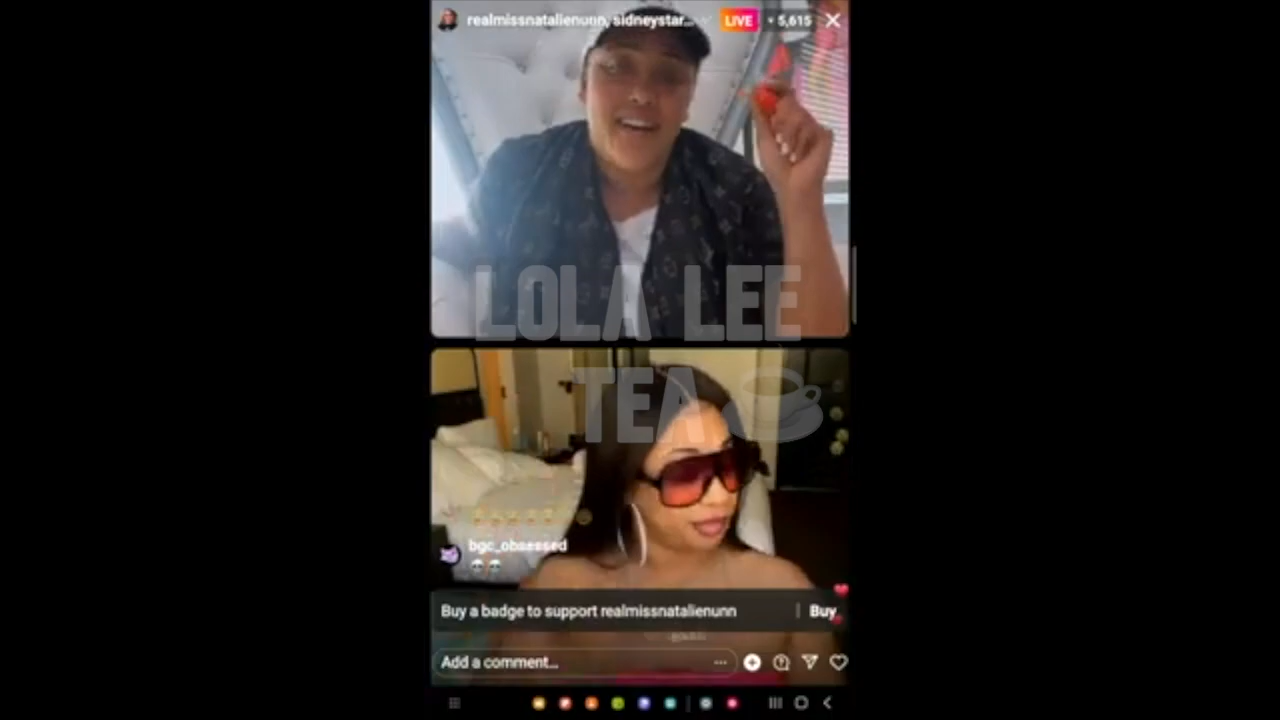 realmissnatalienunn, sidneystar...
LIVE
5,615
LOLA LEE
TEA
bgc_obsessed
Buy a badge to support realmissnatalienunn
Buy
Add a comment...